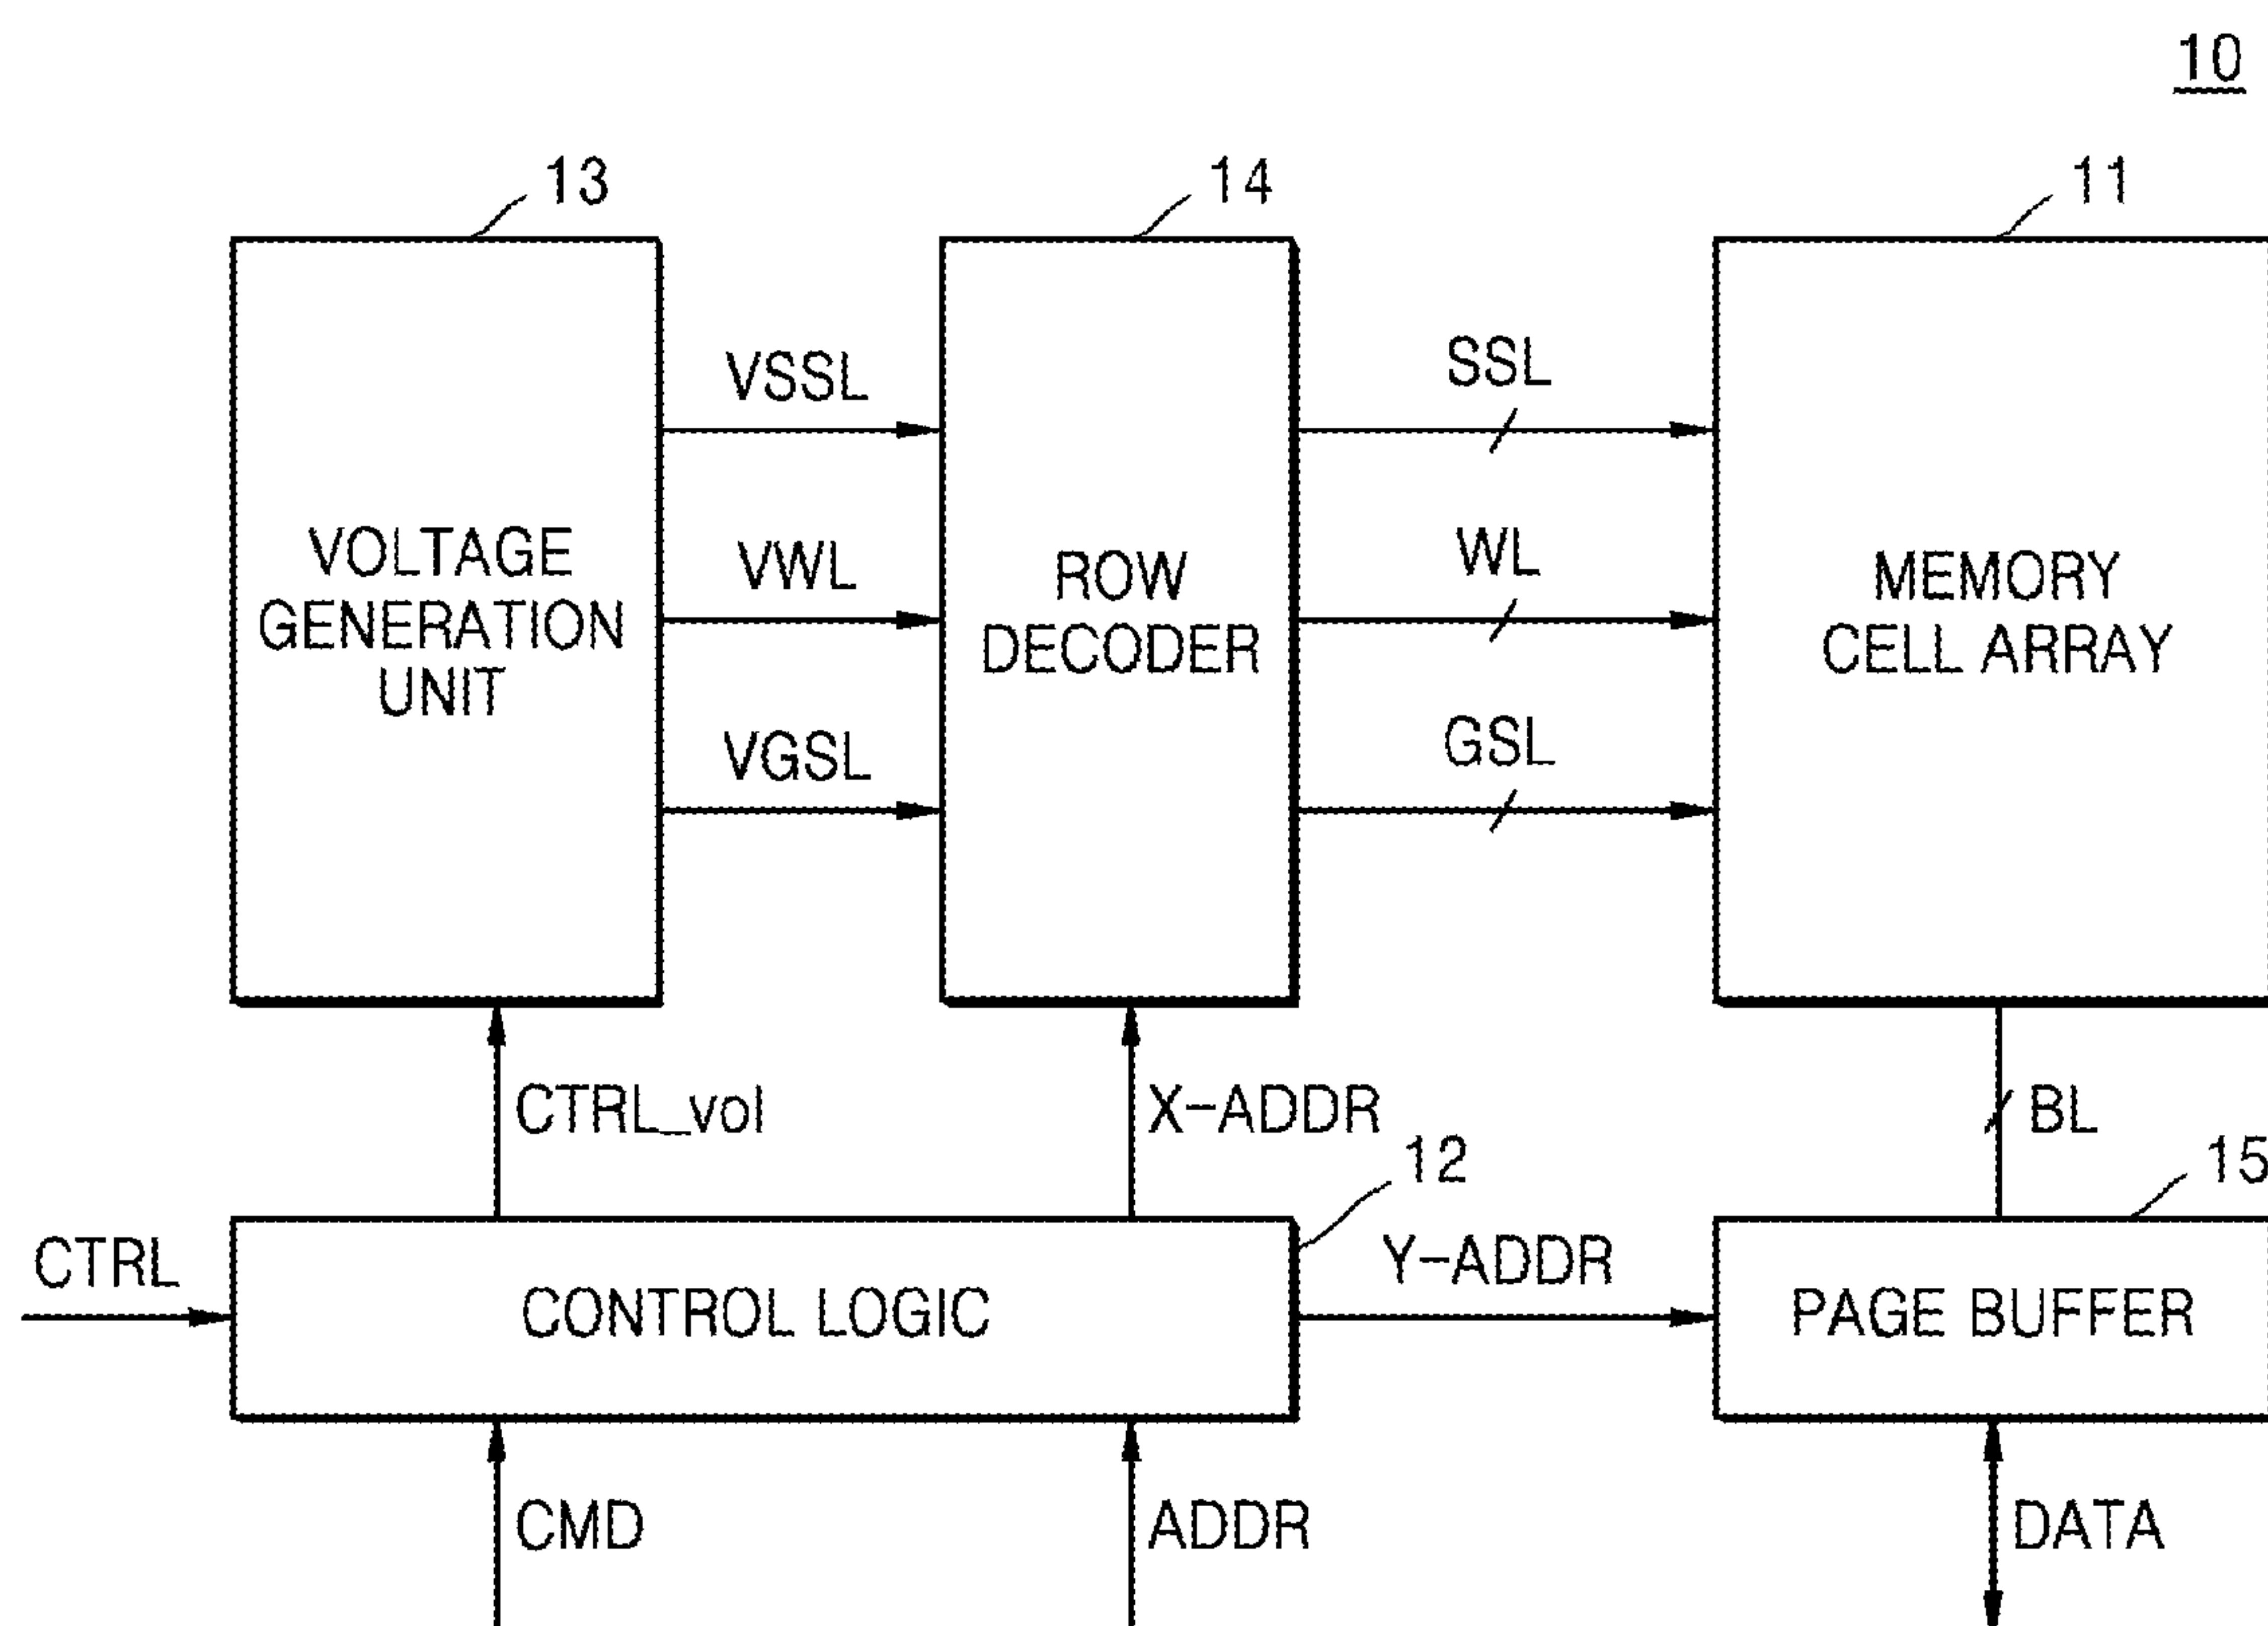 10
13
14
11
VSSL
SSL
VOLTAGE
GENERATION
UNIT
VWL
ROW
DECODER
WL
MEMORY
CELL ARRAY
VGSL
GSL
CTRL_vol
X-ADDR
BL
12
15
CTRL
CONTROL LOGIC
Y-ADDR
PAGE BUFFER
CMD
ADDR
DATA